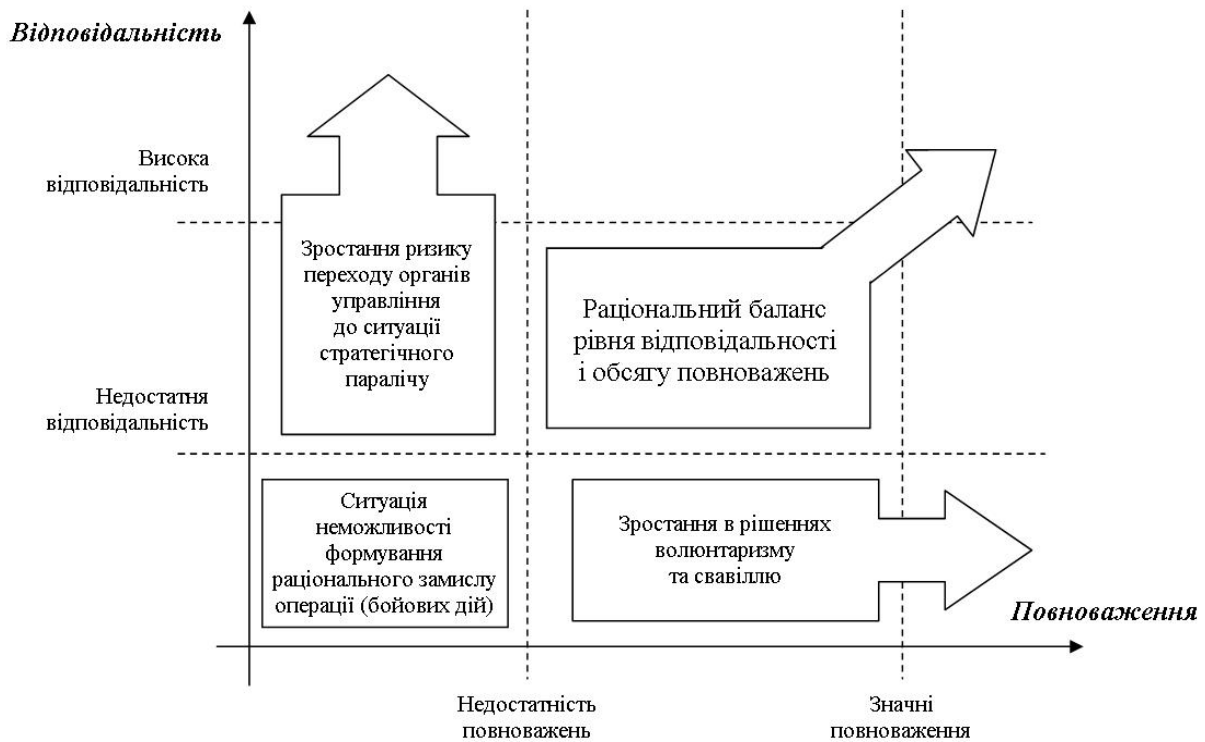 Відповідальність
Висока
відповідальність
Зростання ризику
переходу органів
управління
до ситуації
стратегічного
паралічу
Раціональний баланс
рівня відповідальності
і обсягу повноважень
Недостатня
відповідальність
Ситуація
неможливості
формування
раціонального замислу
операції (бойових дій)
Зростання в рішеннях
волюнтаризму
та свавіллю
Повноваження
Недостатність
повноважень
Значні
повноваження